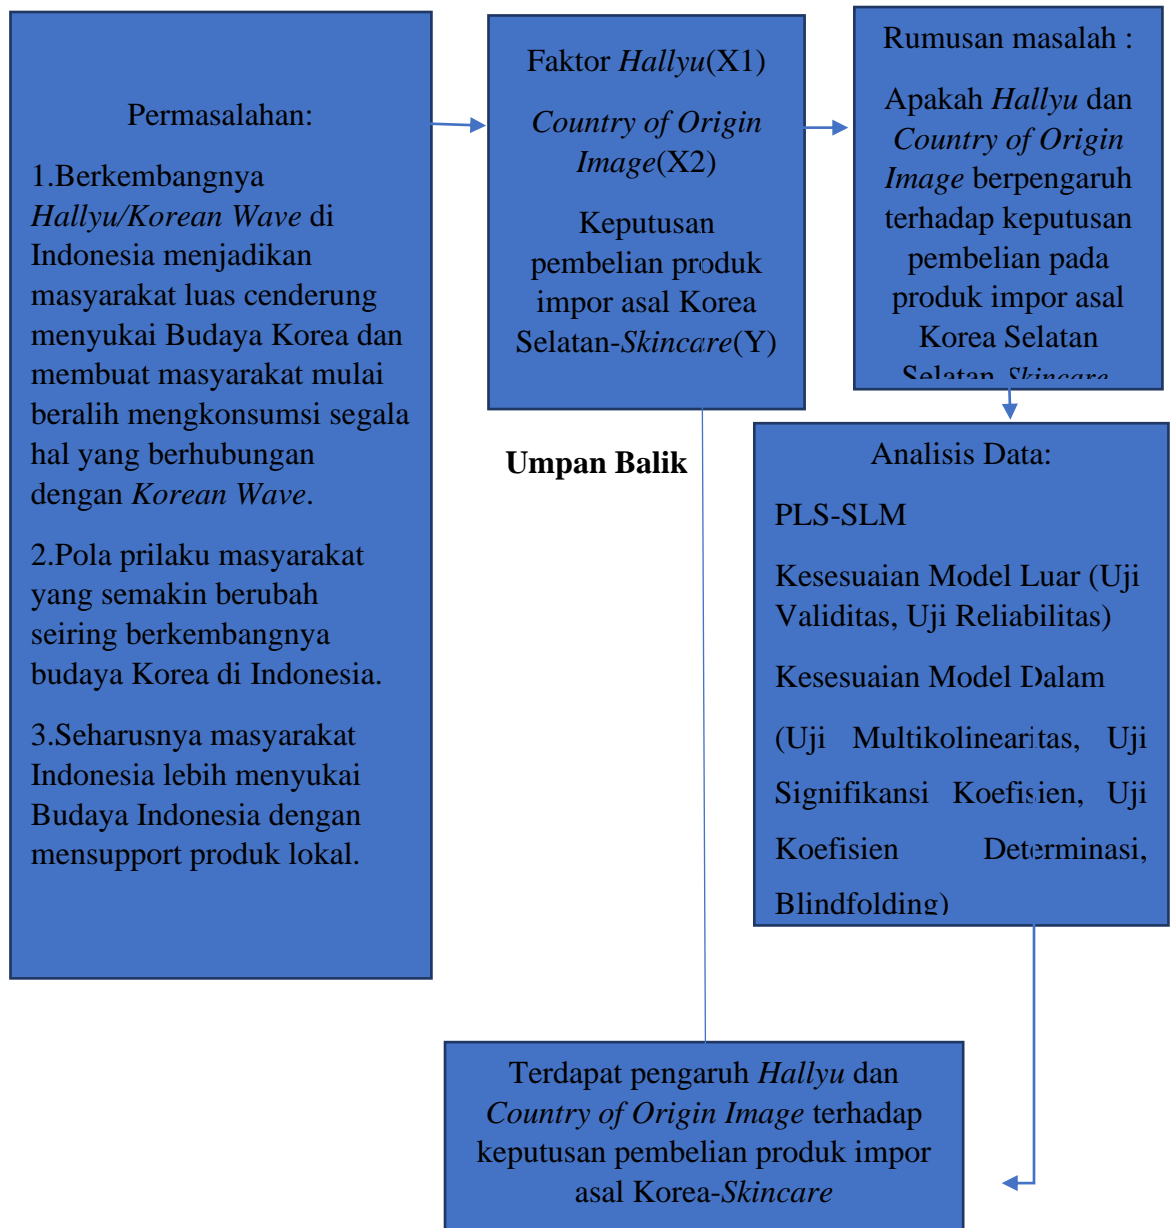 Permasalahan:
1.Berkembangnya
Hallyu/Korean Wave di
Indonesia menjadikan
masyarakat luas cenderung
menyukai Budaya Korea dan
membuat masyarakat mulai
beralih mengkonsumsi segala
hal yang berhubungan
dengan Korean Wave.
2.Pola prilaku masyarakat
yang semakin berubah
seiring berkembangnya
budaya Korea di Indonesia.
3.Seharusnya masyarakat
Indonesia lebih menyukai
Budaya Indonesia dengan
mensupport produk lokal.
Faktor Hallyu(X1)
Country of Origin
Image(X2)
Keputusan
pembelian produk
impor asal Korea
Selatan-Skincare(Y)
Rumusan masalah :
Apakah Hallyu dan
Country of Origin
Image berpengaruh
terhadap keputusan
pembelian pada
produk impor asal
Korea Selatan
Selatan-Skincare
Umpan Balik
Analisis Data:
PLS-SLM
Kesesuaian Model Luar (Uji
Validitas, Uji Reliabilitas)
Kesesuaian Model Dalam
(Uji Multikolinearitas, Uji
Signifikansi Koefisien, Uji
Koefisien Determinasi,
Blindfolding)
Terdapat pengaruh Hallyu dan
Country of Origin Image terhadap
keputusan pembelian produk impor
asal Korea-Skincare